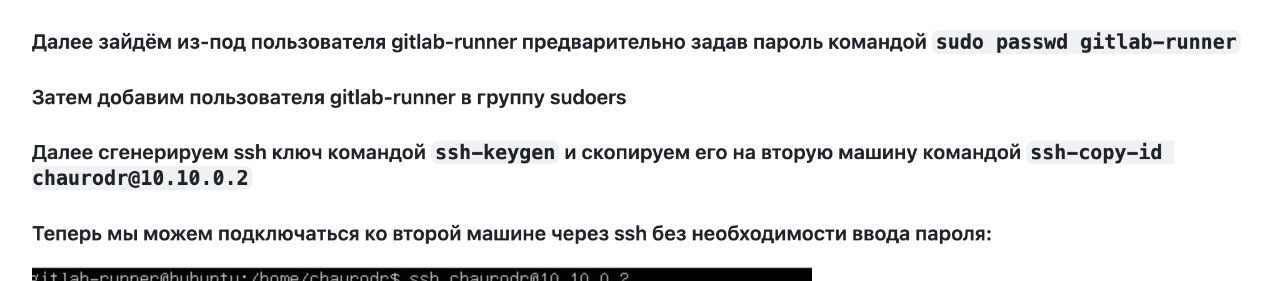 Далее зайдём из-под пользователя gitlab-runner предварительно задав пароль командой sudo passwd gitlab-runner
Затем добавим пользователя gitlab-runner в группу sudoers
Далее сгенерируем ssh ключ командой ssh-keygen и скопируем его на вторую машину командой ssh-copy-id
chaurodr@10.10.0.2
Теперь мы можем подключаться ко второй машине через ssh без необходимости ввода пароля:
gitlab-runner@hubuntu:/home/chaurodr$ ssh chaurodr@10.10.0.2